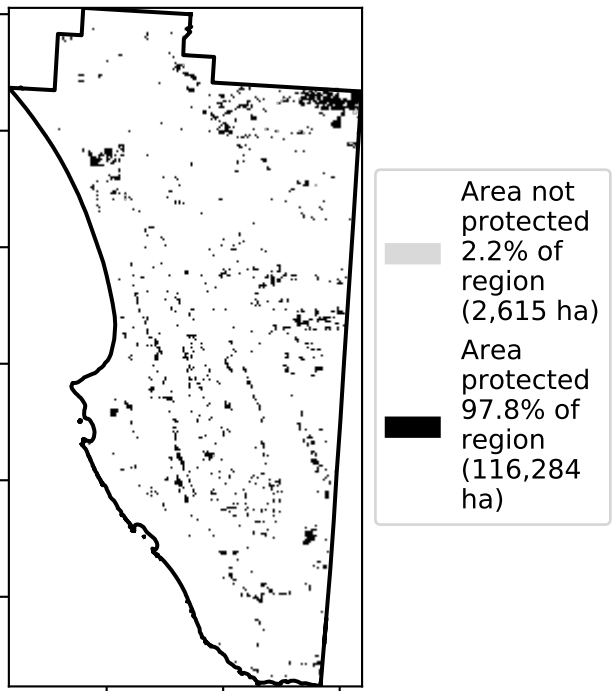 Area not
protected
2.2% of
region
(2,615 ha)
Area
protected
97.8% of
region
(116,284
ha)